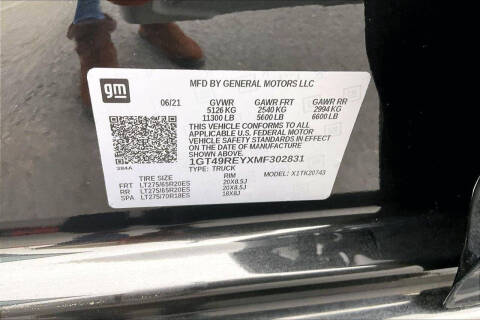 gm
MFD BY GENERAL MOTORS LLC
06/21 GVWR GAWR FRT GAWR RR
5126 KG 2540 KG 2994 KG
11300 LB 5600 LB 6600 LB
THIS VEHICLE CONFORMS TO ALL
APPLICABLE U.S. FEDERAL MOTOR
VEHICLE SAFETY STANDARDS IN EFFECT
ON THE DATE OF MANUFACTURE SHOWN ABOVE.
1GT49REYXMF302831
384A TYPE: TRUCK MODEL: X1TK20743
TIRE SIZE RIM
FRT LT275/65R20ES 20X8.5J
RR LT275/65R20ES 20X8.5J
SPA LT275/70R18ES 18X8J